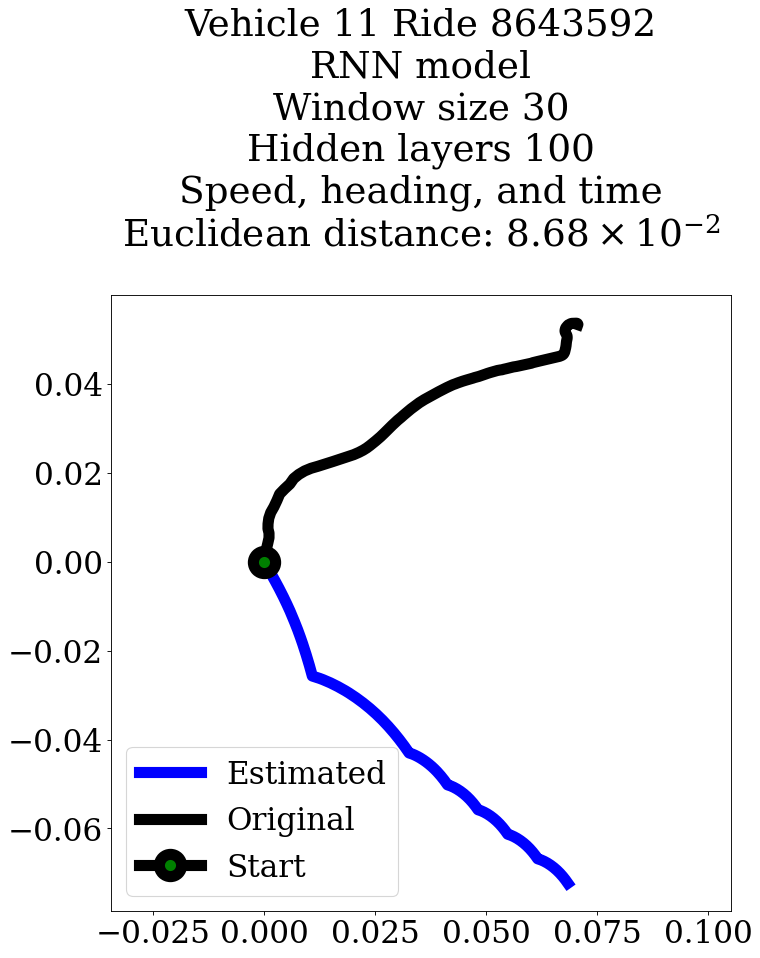 Vehicle 11 Ride 8643592
RNN model
Window size 30
Hidden layers 100
Speed, heading, and time
Euclidean distance: 8.68 × 10⁻²
0.04
0.02
0.00
−0.02
−0.04
−0.06
Estimated
Original
Start
−0.025 0.000 0.025 0.050 0.075 0.100